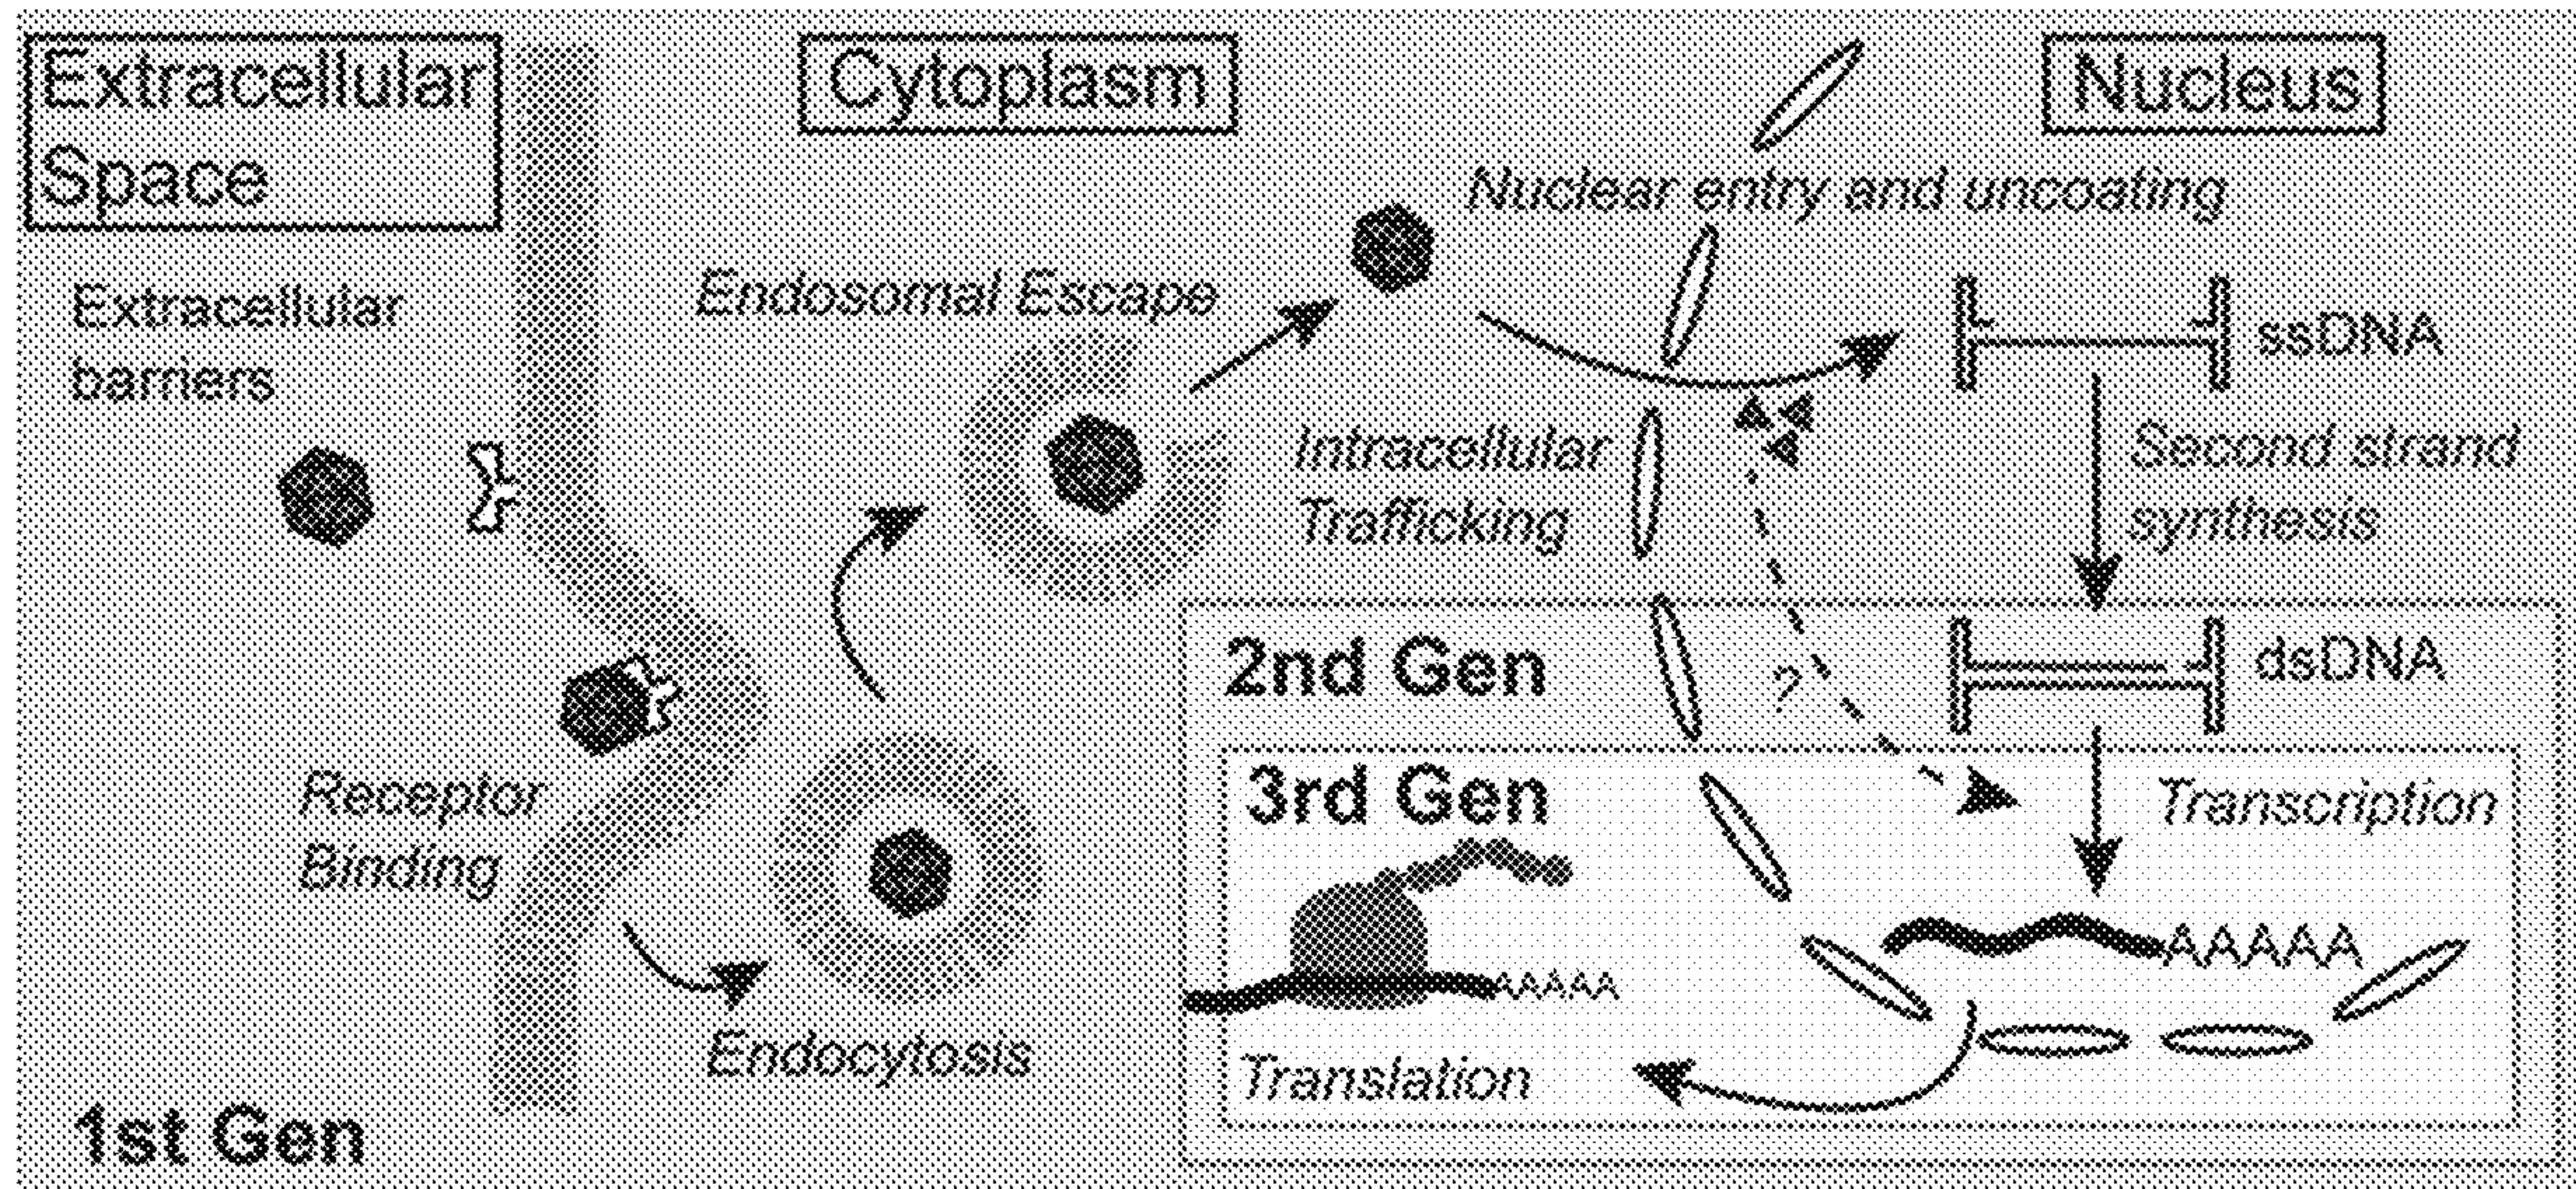 Extracellular
Space
Cytoplasm
Nucleus
Nuclear entry and uncoating
Extracellular
barriers
Endosomal Escape
ssDNA
Intracellular
Trafficking
Second strand
synthesis
2nd Gen
dsDNA
?
Receptor
Binding
3rd Gen
Transcription
AAAAA
AAAAA
Endocytosis
Translation
1st Gen